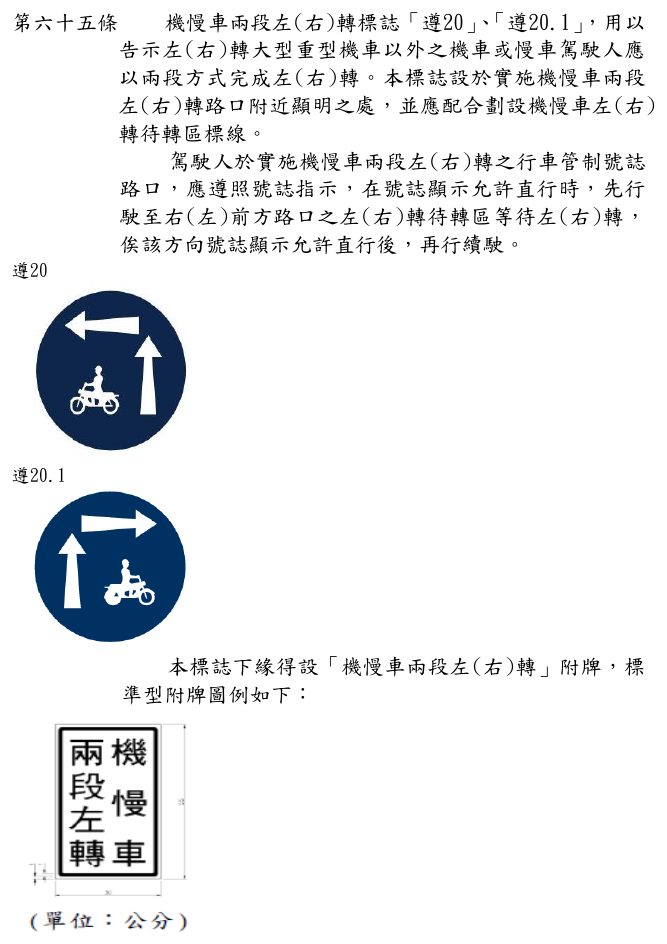 第六十五條　　機慢車兩段左(右)轉標誌「遵20」、「遵20.1」，用以
告示左(右)轉大型重型機車以外之機車或慢車駕駛人應
以兩段方式完成左(右)轉。本標誌設於實施機慢車兩段
左(右)轉路口附近顯明之處，並應配合劃設機慢車左(右)
轉待轉區標線。
駕駛人於實施機慢車兩段左(右)轉之行車管制號誌
路口，應遵照號誌指示，在號誌顯示允許直行時，先行
駛至右(左)前方路口之左(右)轉待轉區等待左(右)轉，
俟該方向號誌顯示允許直行後，再行續駛。
遵20
遵20.1
本標誌下緣得設「機慢車兩段左(右)轉」附牌，標
準型附牌圖例如下：
機慢車
兩段左轉
(單位：公分)